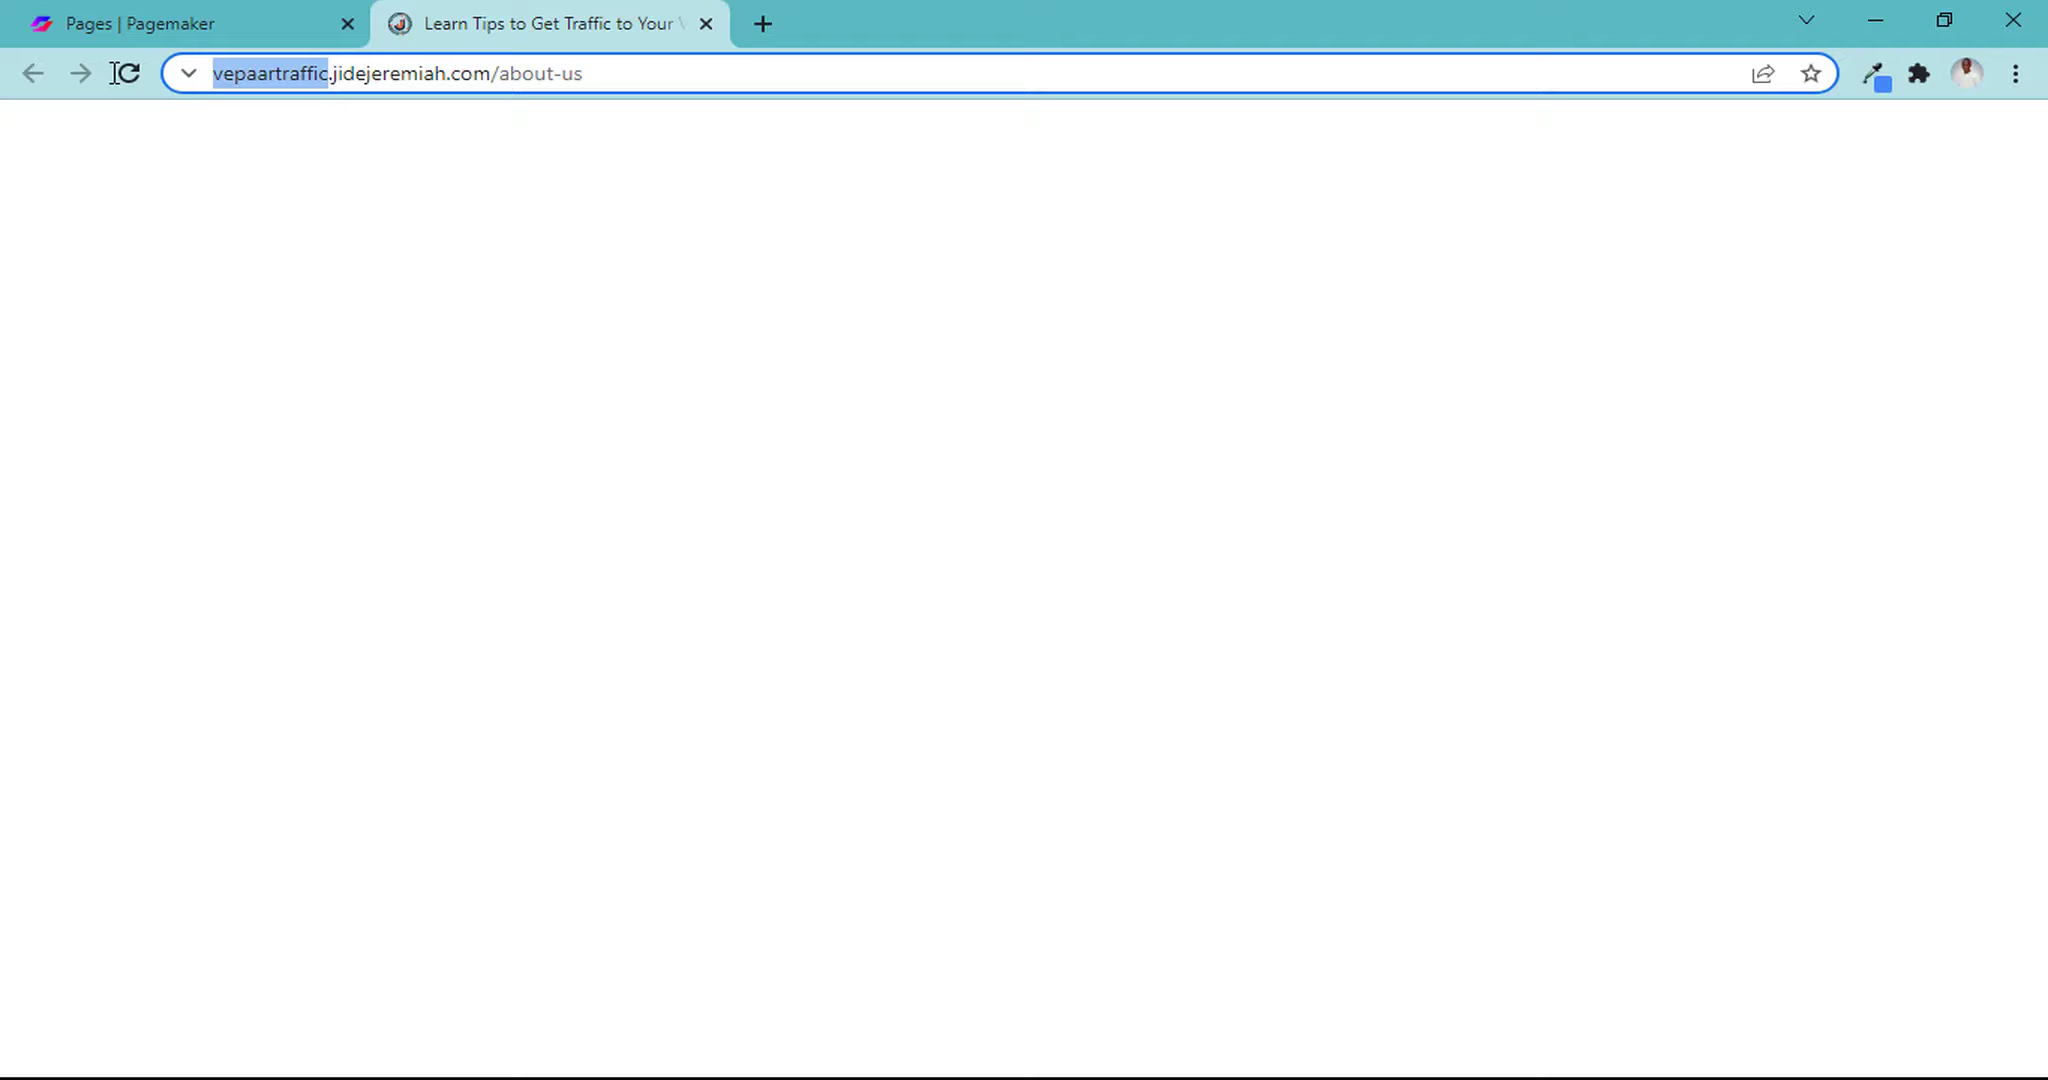 Pages | Pagemaker
Learn Tips to Get Traffic to Your
vepaartraffic.jidejeremiah.com/about-us